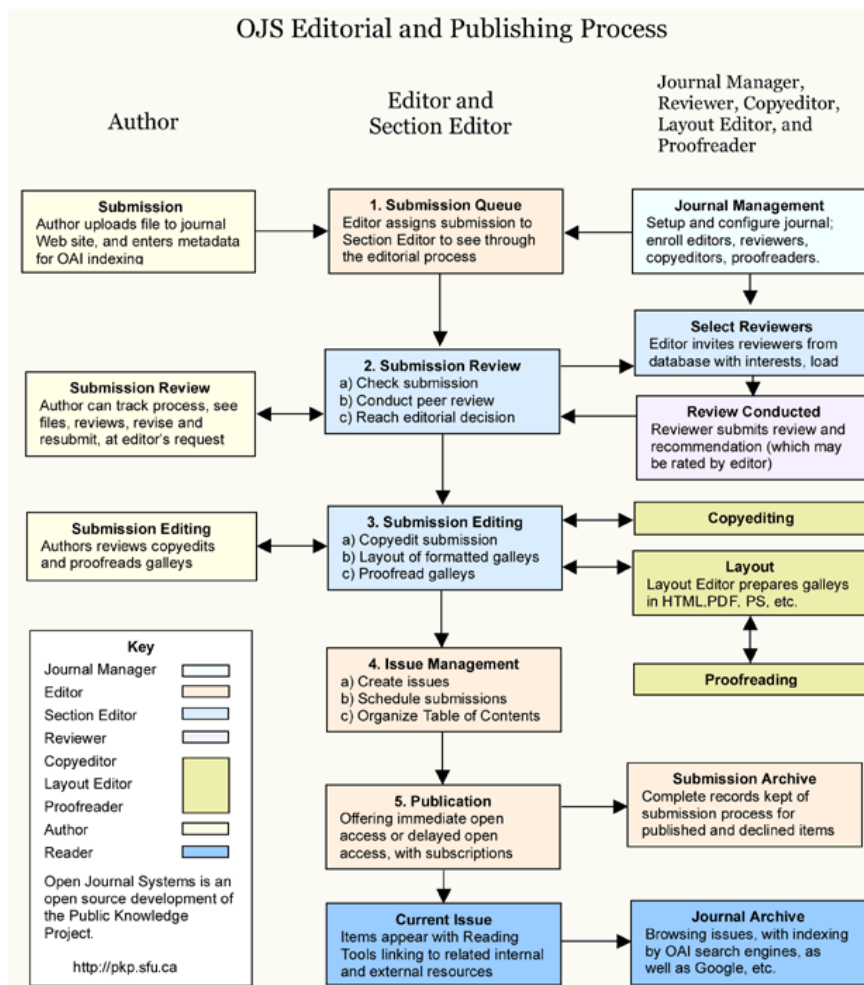 OJS Editorial and Publishing Process
Author
Editor and
Section Editor
Journal Manager,
Reviewer, Copyeditor,
Layout Editor, and
Proofreader
Submission
Author uploads file to journal
Web site, and enters metadata
for OAI indexing
1. Submission Queue
Editor assigns submission to
Section Editor to see through
the editorial process
Journal Management
Setup and configure journal;
enroll editors, reviewers,
copyeditors, proofreaders.
Select Reviewers
Editor invites reviewers from
database with interests, load
Submission Review
Author can track process, see
files, reviews, revise and
resubmit, at editor's request
2. Submission Review
a) Check submission
b) Conduct peer review
c) Reach editorial decision
Review Conducted
Reviewer submits review and
recommendation (which may
be rated by editor)
Submission Editing
Authors reviews copyedits
and proofreads galleys
3. Submission Editing
a) Copyedit submission
b) Layout of formatted galleys
c) Proofread galleys
Copyediting
Layout
Layout Editor prepares galleys
in HTML,PDF, PS, etc.
Proofreading
Key
Journal Manager
Editor
Section Editor
Reviewer
Copyeditor
Layout Editor
Proofreader
Author
Reader
Open Journal Systems is an
open source development of
the Public Knowledge
Project.
http://pkp.sfu.ca
4. Issue Management
a) Create issues
b) Schedule submissions
c) Organize Table of Contents
5. Publication
Offering immediate open
access or delayed open
access, with subscriptions
Submission Archive
Complete records kept of
submission process for
published and declined items
Current Issue
Items appear with Reading
Tools linking to related internal
and external resources
Journal Archive
Browsing issues, with indexing
by OAI search engines, as
well as Google, etc.